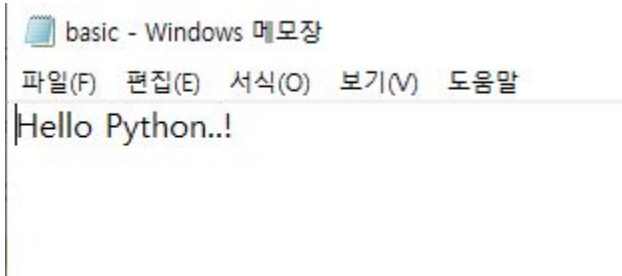 basic - Windows 메모장
파일(F) 편집(E) 서식(O) 보기(V) 도움말
Hello Python..!